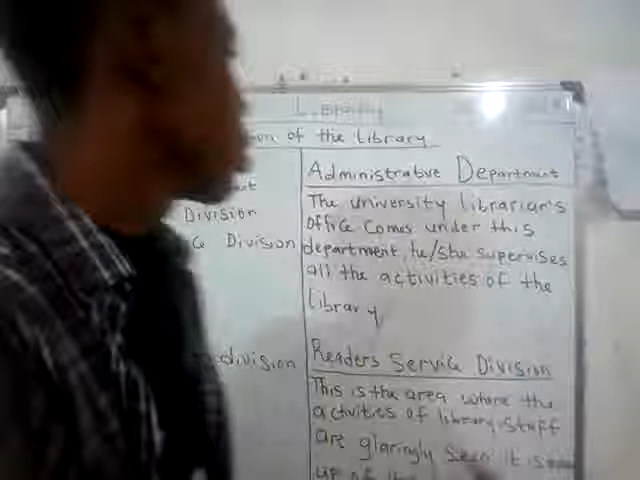 Library
of the Library
Division
Division
division
Administrative Department
The university librarian's
office comes under this
department, he/she supervises
all the activities of the
library
Readers Service Division
This is the area where the
activities of library staff
are glaringly seen it is
up of